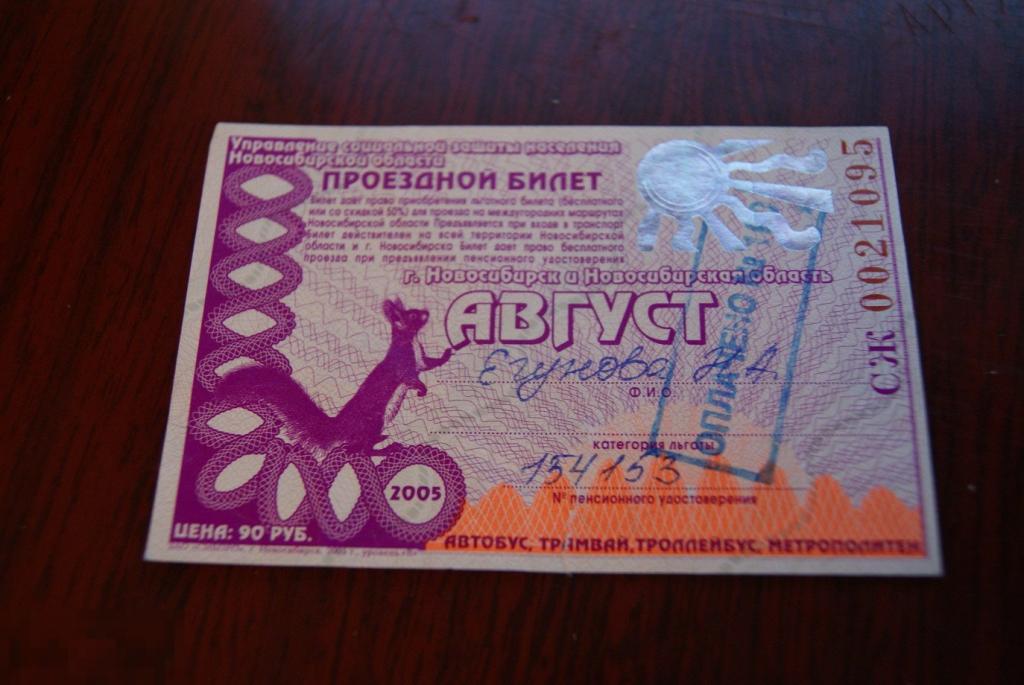 Управление социальной защиты населения
Новосибирской области
ПРОЕЗДНОЙ БИЛЕТ
Билет дает право приобретения льготного билета (бесплатного
или со скидкой 50%) для проезда на междугородних маршрутах
Новосибирской области Предъявляется при входе в транспорт
Билет действителен на всей территории Новосибирской
области и г. Новосибирска Билет дает право бесплатного
проезда при предъявлении пенсионного удостоверения
г. Новосибирск и Новосибирская область
АВГУСТ
Егунова Н.А.
Ф.И.О.
категория льготы
154153
№ пенсионного удостоверения
2005
ЦЕНА: 90 РУБ.
АВТОБУС, ТРАМВАЙ, ТРОЛЛЕЙБУС, МЕТРОПОЛИТЕН
г. Новосибирск, 2005 г., уровень «В»
СЖ 0021095
ОПЛАЧЕНО